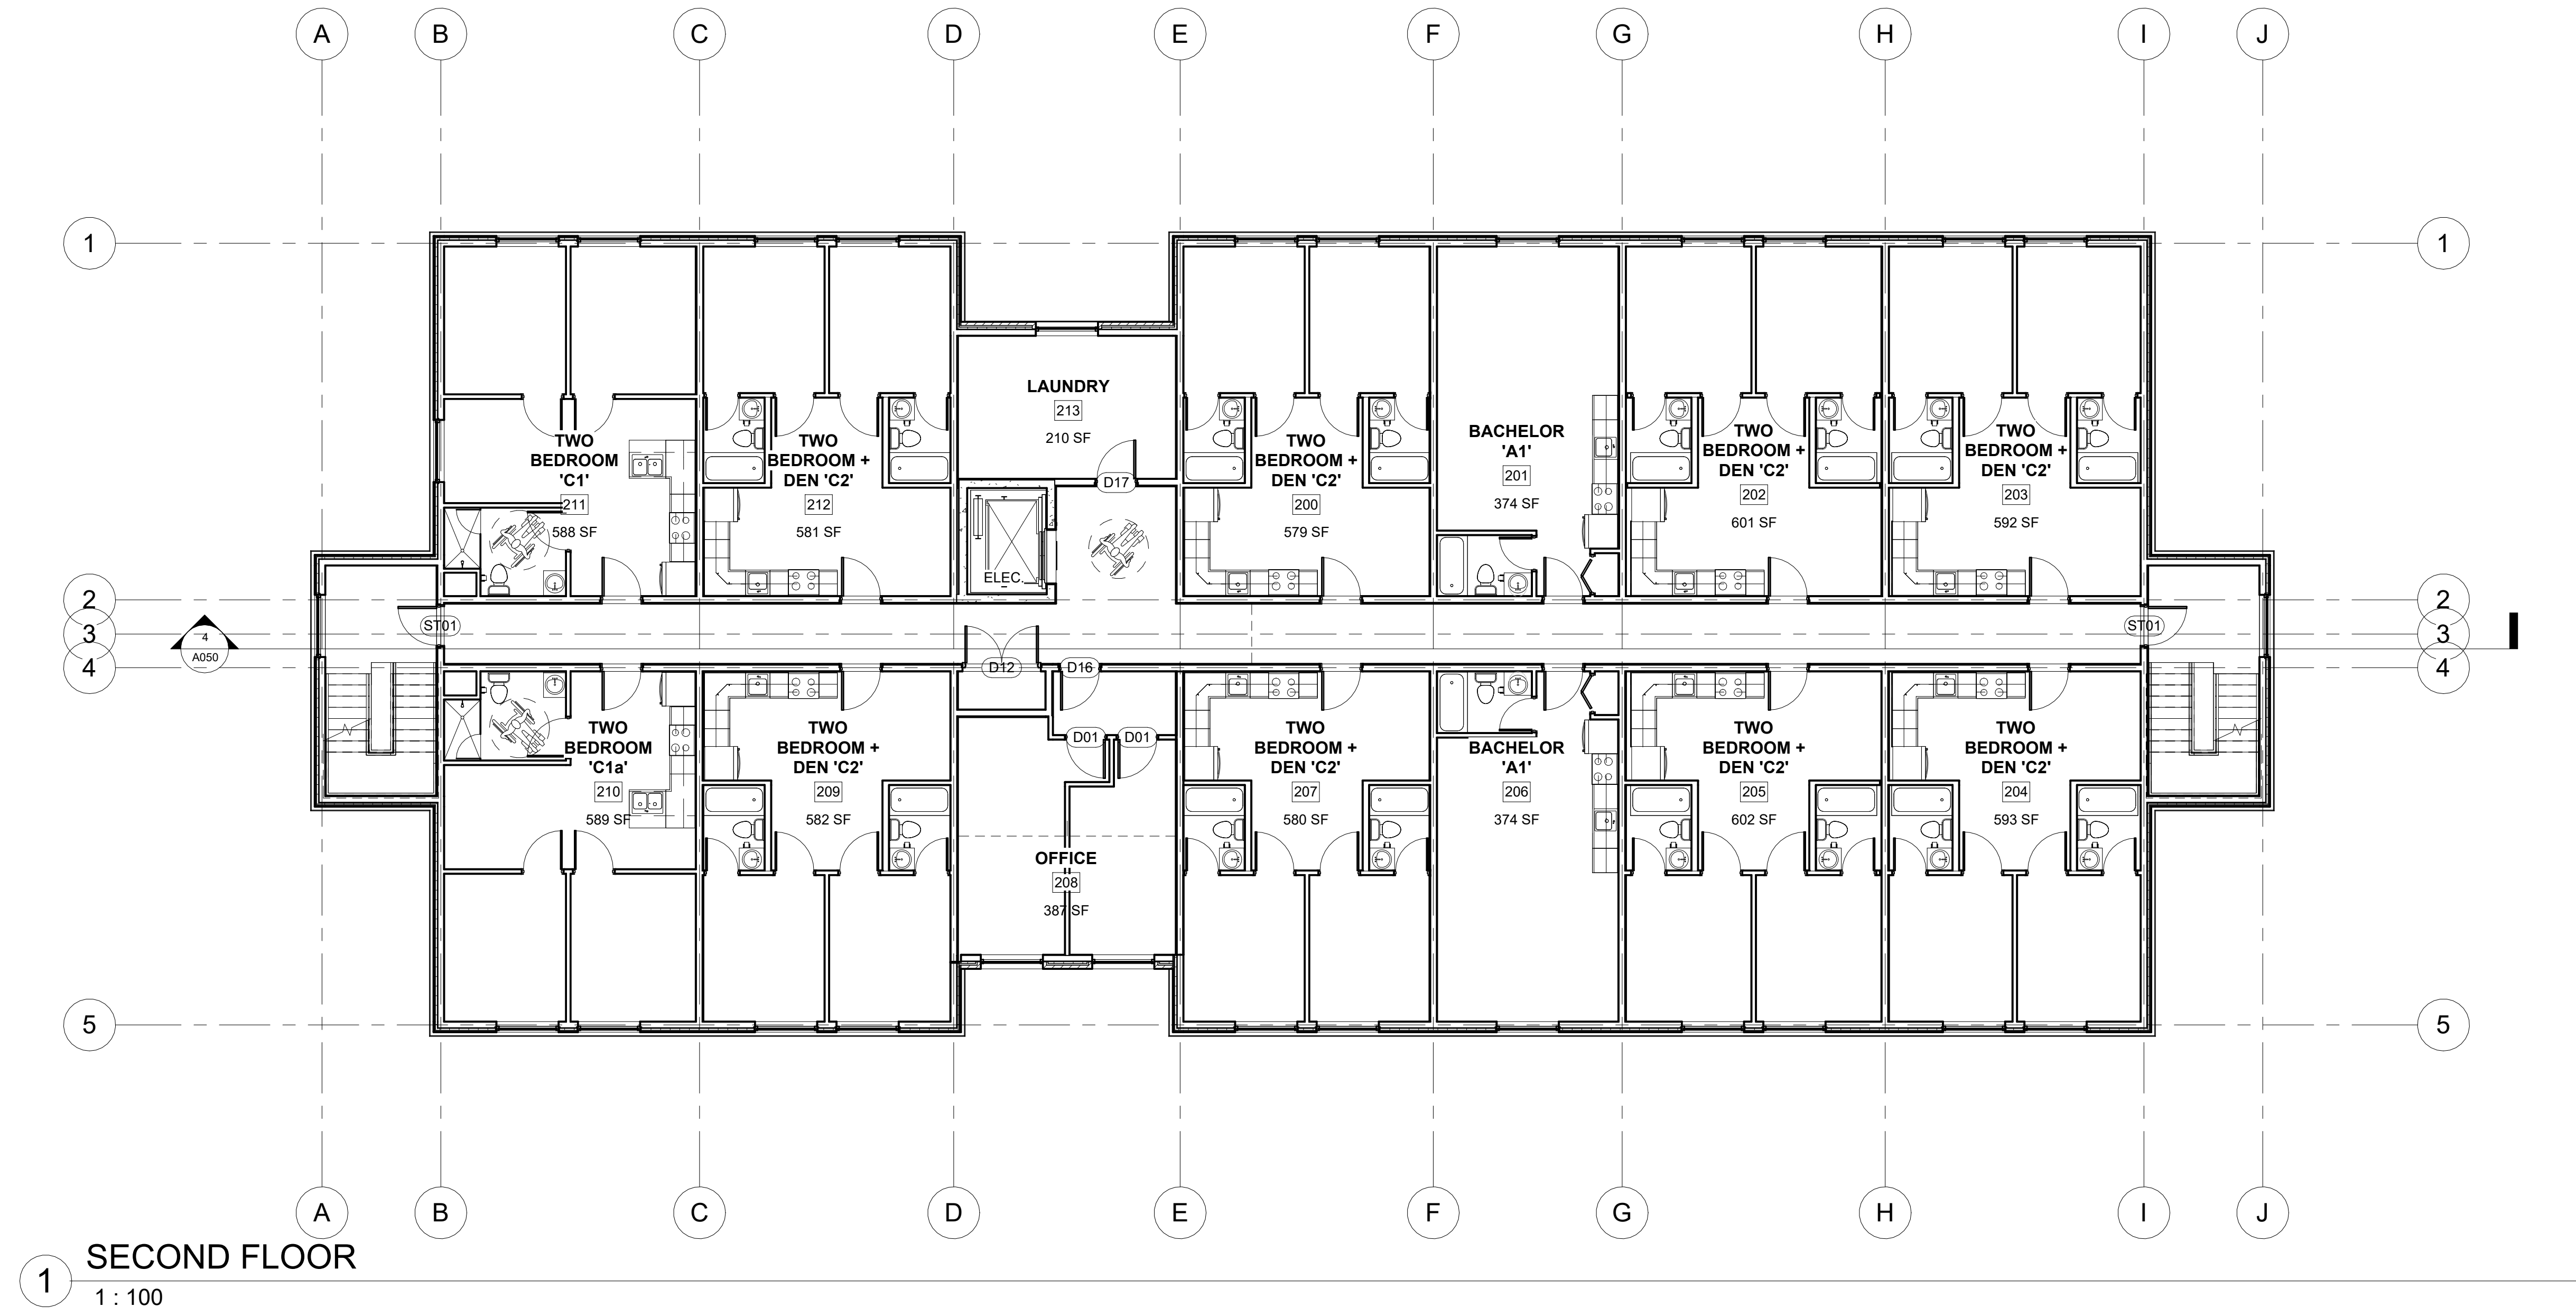 A B C D E F G H I J
1 1
LAUNDRY
213
210 SF
D17
TWO
BEDROOM
'C1'
211
588 SF
TWO
BEDROOM +
DEN 'C2'
212
581 SF
ELEC.
TWO
BEDROOM +
DEN 'C2'
200
579 SF
BACHELOR
'A1'
201
374 SF
TWO
BEDROOM +
DEN 'C2'
202
601 SF
TWO
BEDROOM +
DEN 'C2'
203
592 SF
2 2
3 3
4 4
4
A050
ST01 ST01
D12 D16
D01 D01
TWO
BEDROOM
'C1a'
210
589 SF
TWO
BEDROOM +
DEN 'C2'
209
582 SF
OFFICE
208
387 SF
TWO
BEDROOM +
DEN 'C2'
207
580 SF
BACHELOR
'A1'
206
374 SF
TWO
BEDROOM +
DEN 'C2'
205
602 SF
TWO
BEDROOM +
DEN 'C2'
204
593 SF
5 5
A B C D E F G H I J
1 SECOND FLOOR
1 : 100